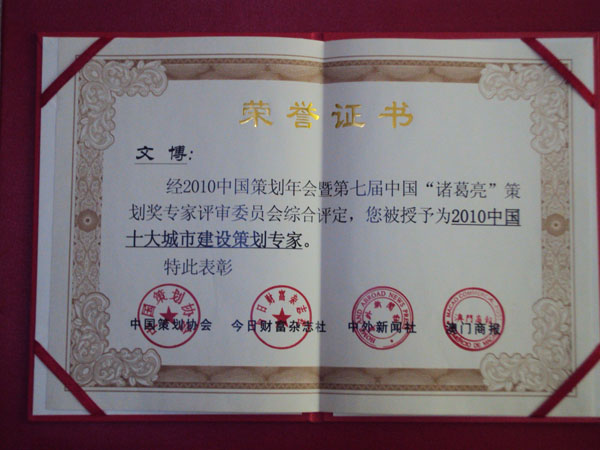 荣誉证书
文博:
经2010中国策划年会暨第七届中国“诸葛亮”策
划奖专家评审委员会综合评定，您被授予为2010中国
十大城市建设策划专家。
特此表彰
中国策划协会 今日财富杂志社 中外新闻社 澳门商报